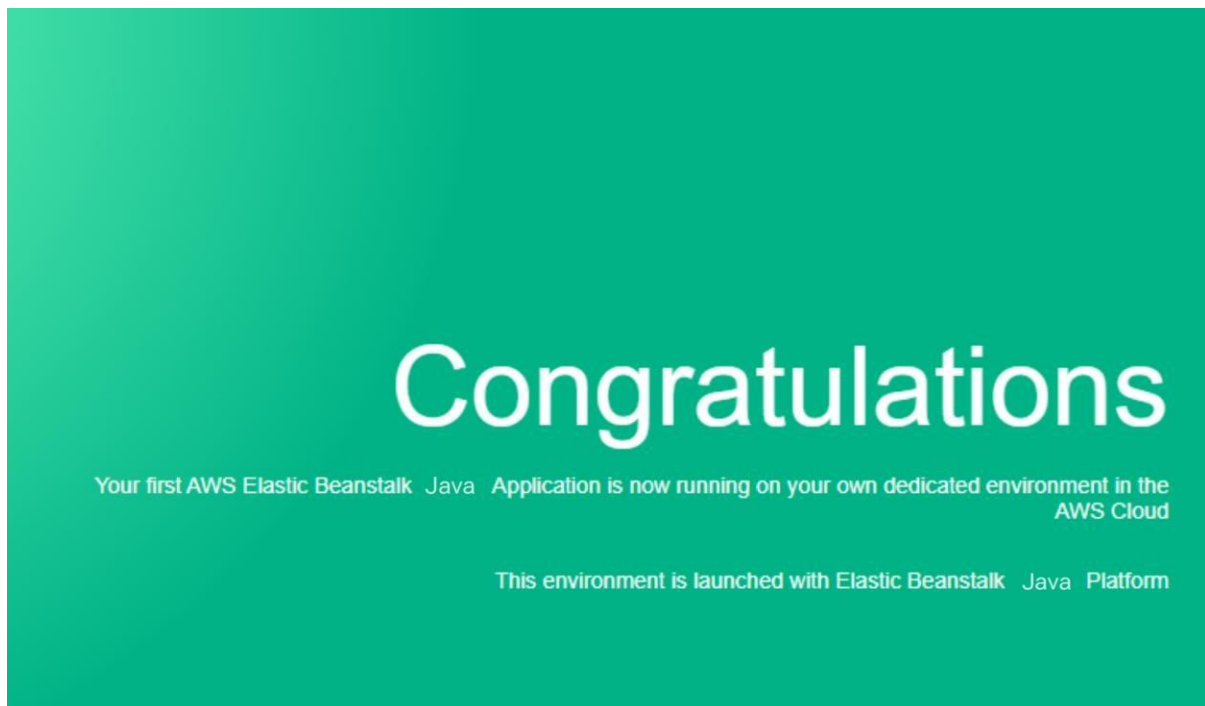 Congratulations
Your first AWS Elastic Beanstalk Java Application is now running on your own dedicated environment in the
AWS Cloud
This environment is launched with Elastic Beanstalk Java Platform